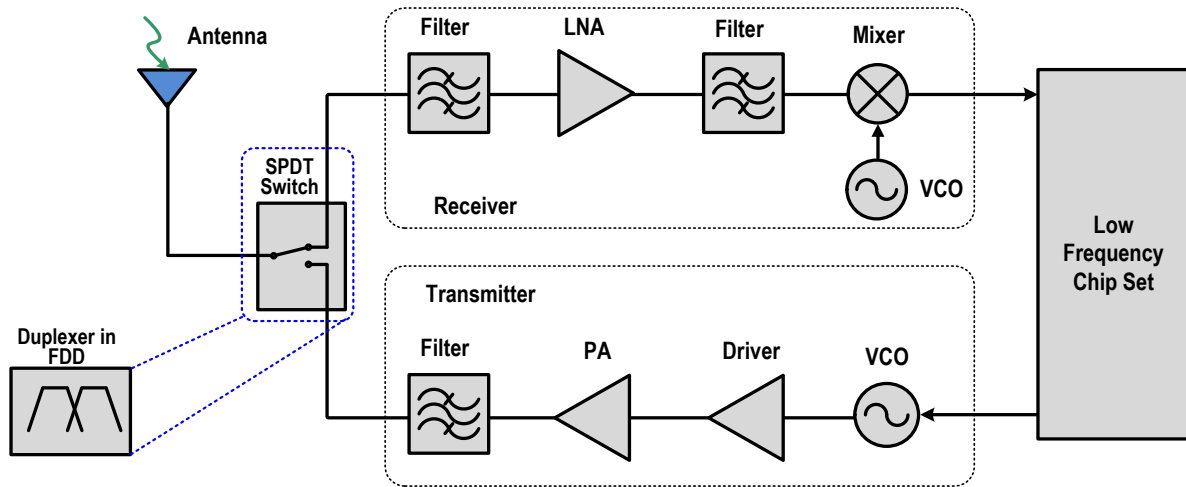 Antenna
Filter
LNA
Filter
Mixer
SPDT
Switch
VCO
Receiver
Low
Frequency
Chip Set
Transmitter
Duplexer in
FDD
Filter
PA
Driver
VCO